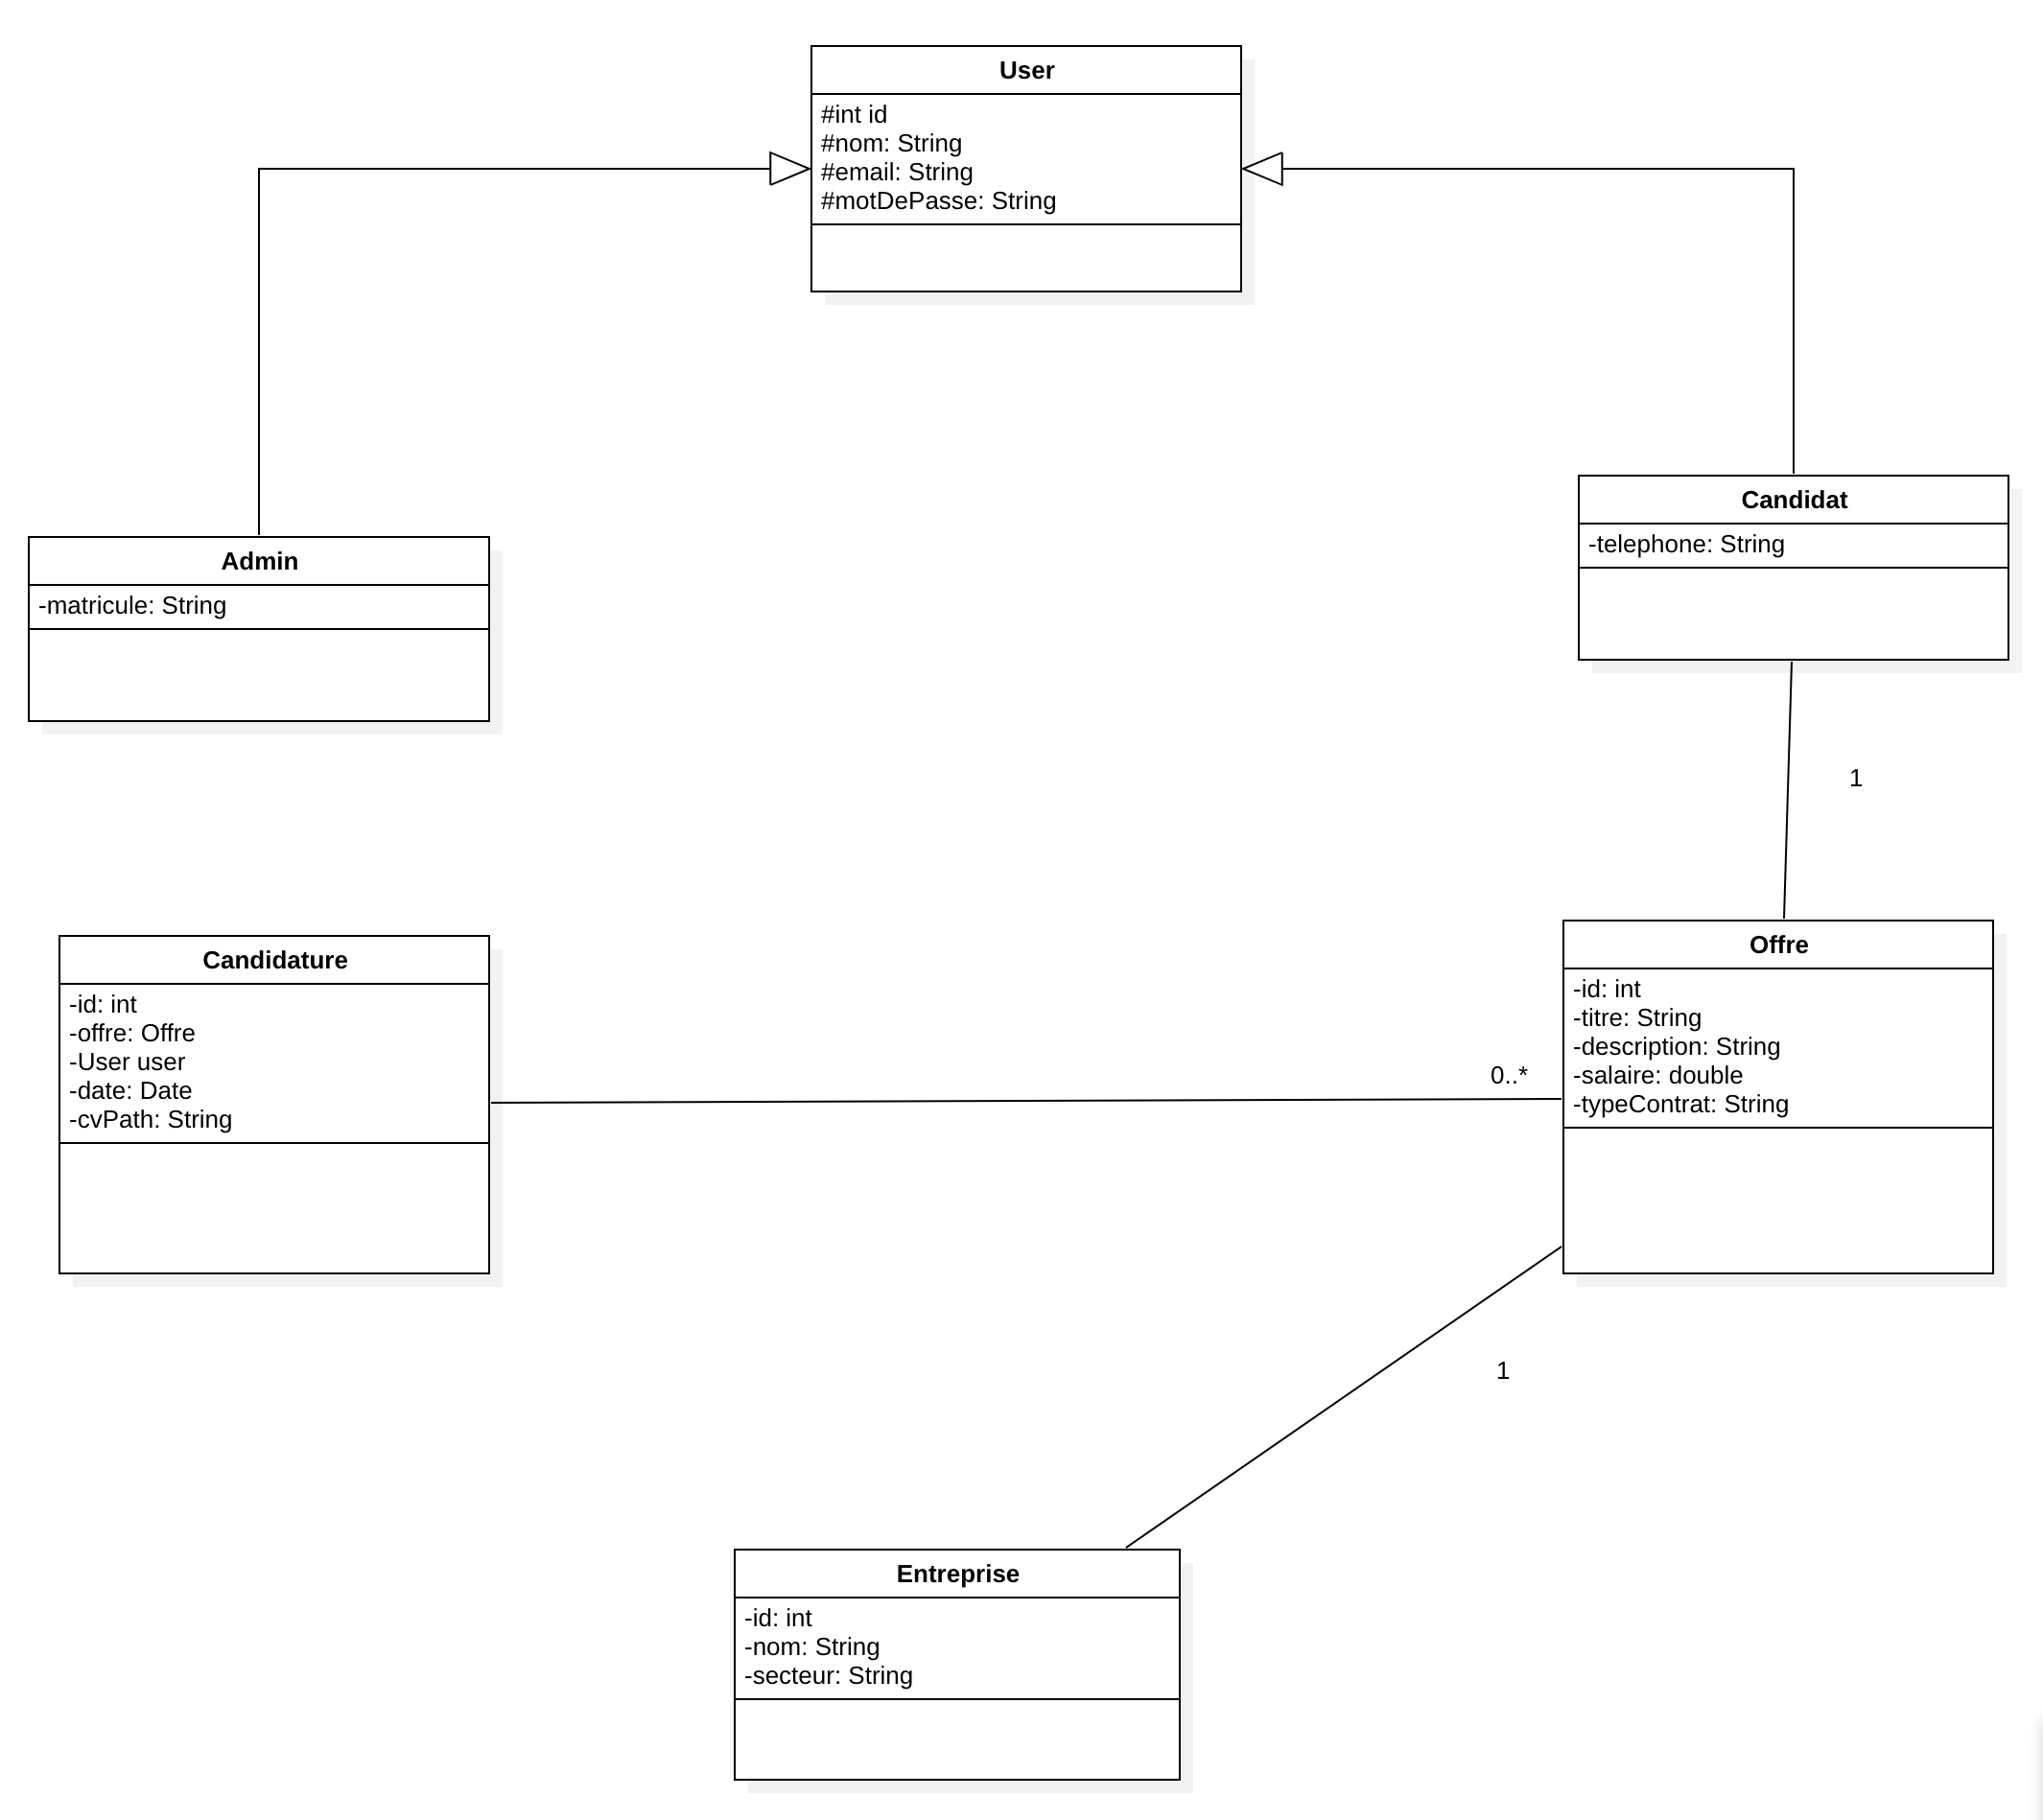 User
#int id
#nom: String
#email: String
#motDePasse: String
Candidat
-telephone: String
Admin
-matricule: String
1
Candidature
-id: int
-offre: Offre
-User user
-date: Date
-cvPath: String
0..*
Offre
-id: int
-titre: String
-description: String
-salaire: double
-typeContrat: String
1
Entreprise
-id: int
-nom: String
-secteur: String